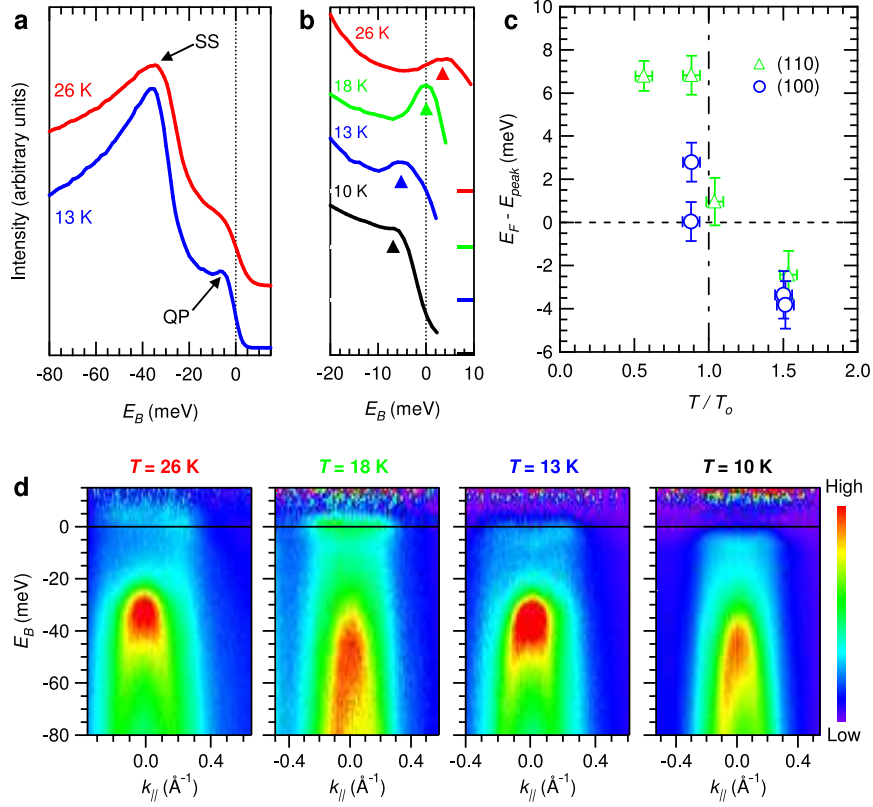 a
SS
26 K
13 K
QP
Intensity (arbitrary units)
-80 -60 -40 -20 0
E_B (meV)
b
26 K
18 K
13 K
10 K
-20 -10 0 10
E_B (meV)
c
8
6
4
2
0
-2
-4
-6
E_F - E_peak (meV)
(110)
(100)
0.0 0.5 1.0 1.5 2.0
T / T_o
d
T = 26 K T = 18 K T = 13 K T = 10 K
0
-20
-40
-60
-80
E_B (meV)
0.0 0.4
-0.4 0.0 0.4
-0.4 0.0 0.4
0.0 0.4
k_// (Å⁻¹) k_// (Å⁻¹) k_// (Å⁻¹) k_// (Å⁻¹)
High
Low